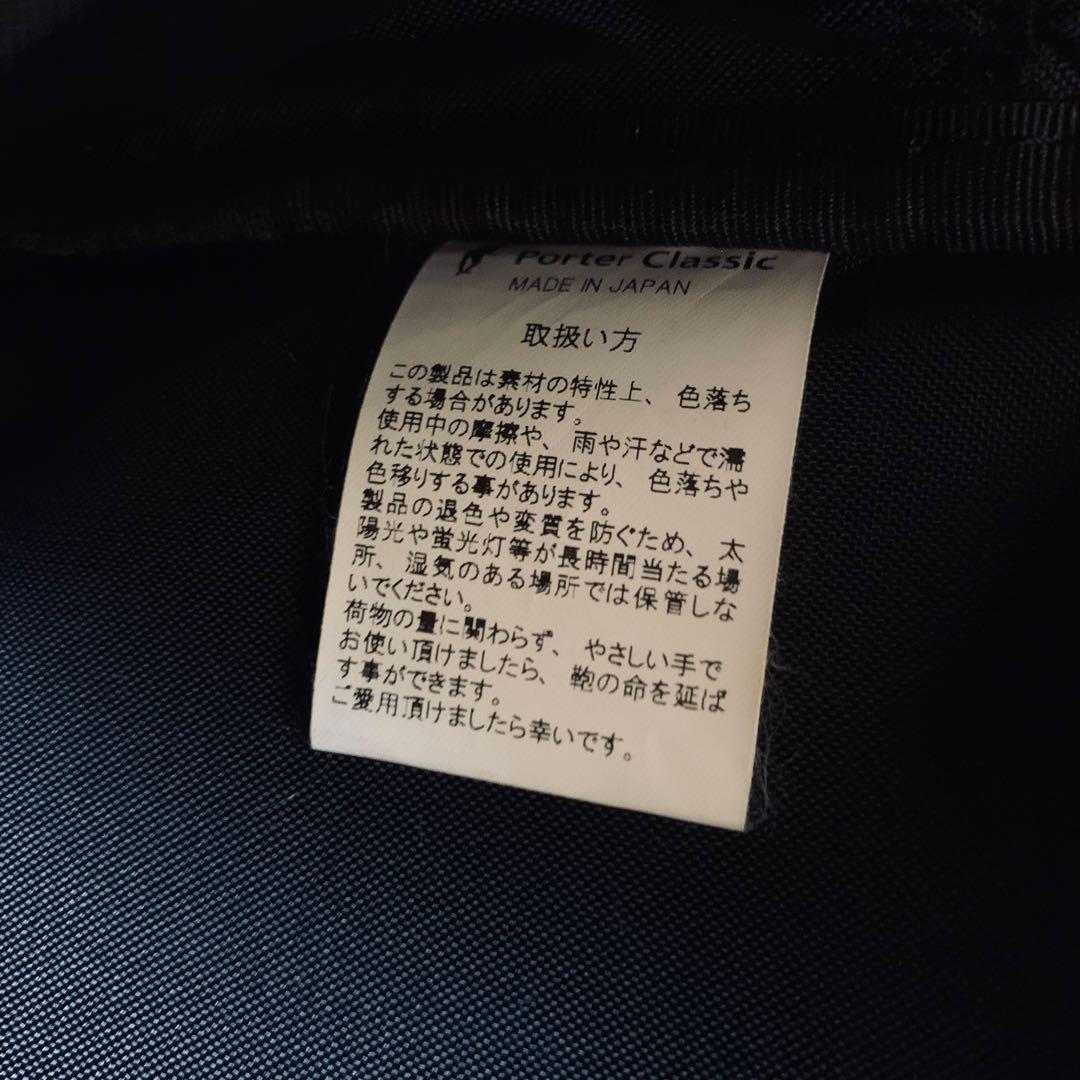 Porter Classic
MADE IN JAPAN
取扱い方
この製品は素材の特性上、色落ち
する場合があります。
使用中の摩擦や、雨や汗などで濡
れた状態での使用により、色落ちや
色移りする事があります。
製品の退色や変質を防ぐため、太
陽光や蛍光灯等が長時間当たる場
所、湿気のある場所では保管しな
いでください。
荷物の量に関わらず、やさしい手で
お使い頂けましたら、鞄の命を延ば
す事ができます。
ご愛用頂けましたら幸いです。